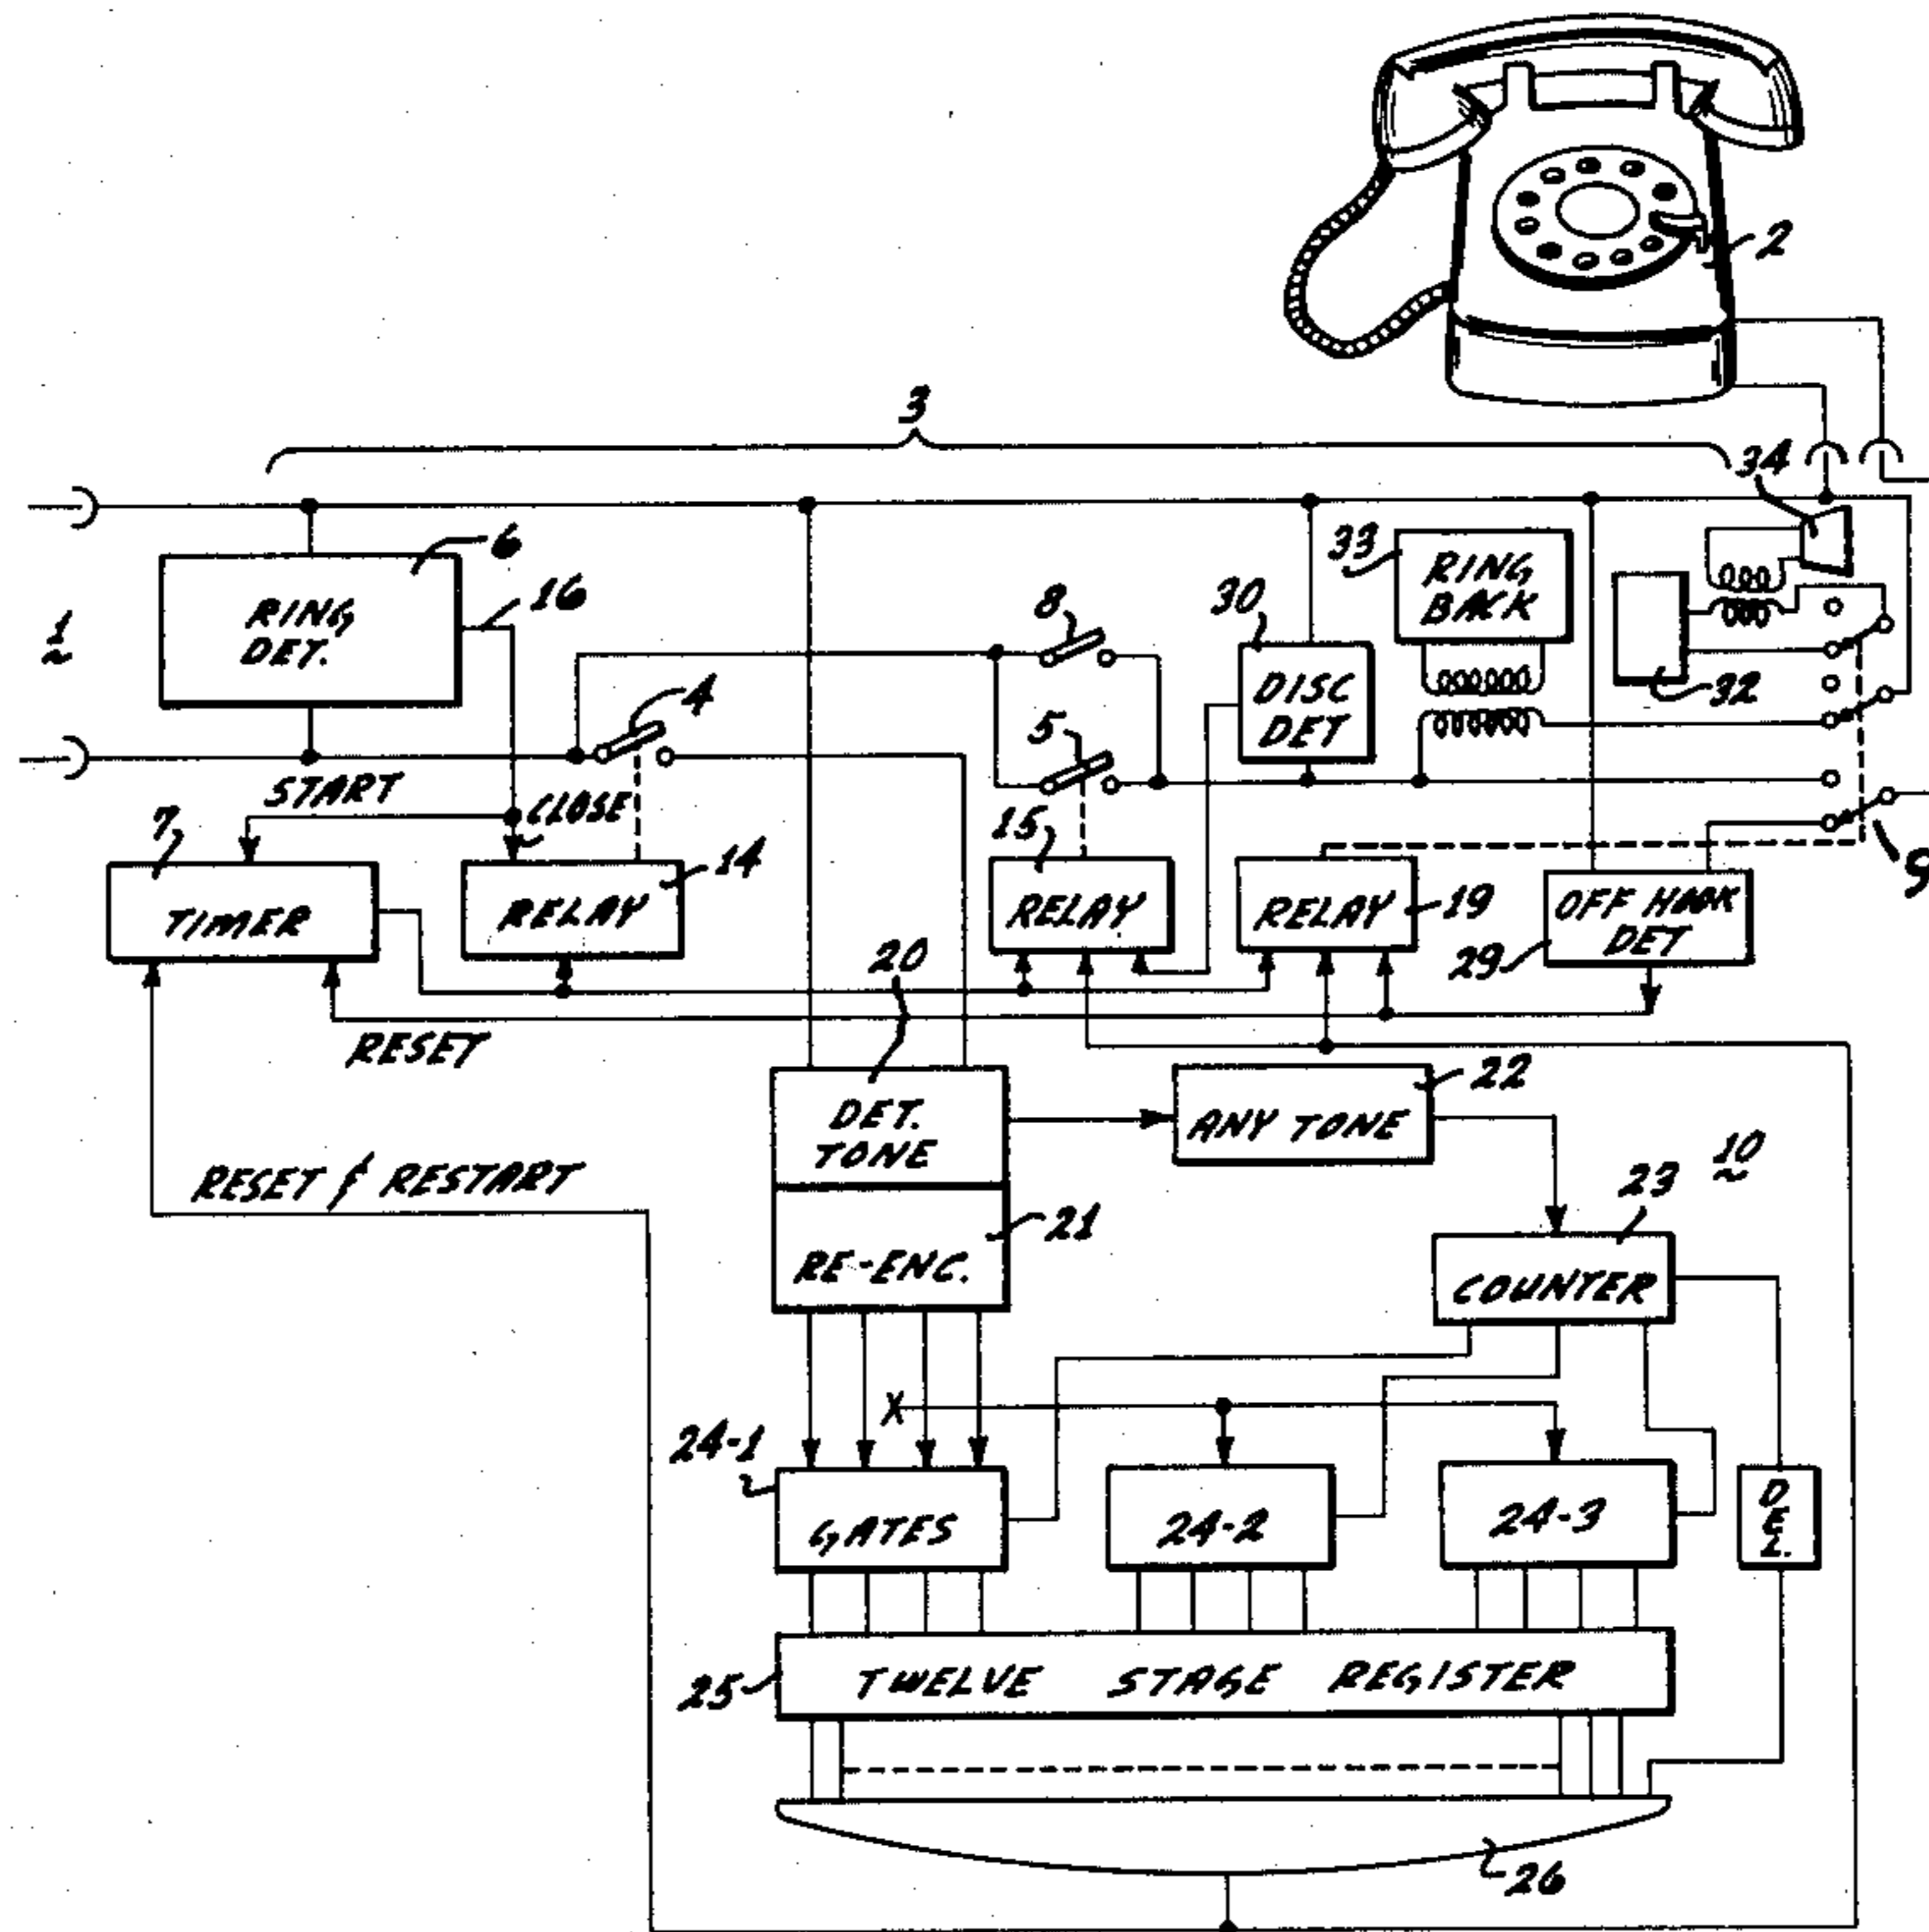 2
3
34
6
33
RING
BACK
16
8
30
1
RING
DET.
4
DISC
DET
32
5
START
CLOSE
7
15
14
9
TIMER
RELAY
RELAY
RELAY
19
OFF HOOK
DET
20
29
RESET
22
DET.
TONE
ANY TONE
10
RESET & RESTART
23
21
RE-ENC.
COUNTER
X
24-1
GATES
24-2
24-3
DEL.
25
TWELVE STAGE REGISTER
26